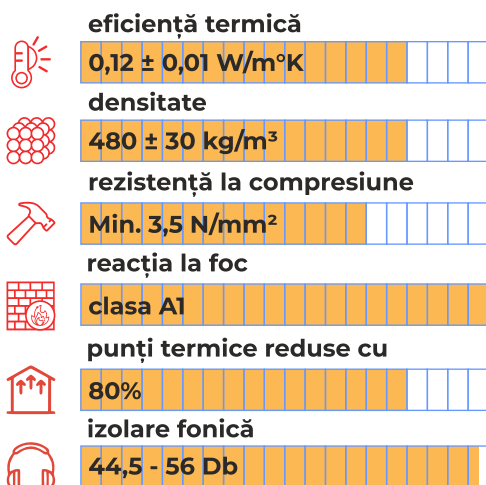 eficiență termică
0,12 ± 0,01 W/m°K
densitate
480 ± 30 kg/m³
rezistență la compresiune
Min. 3,5 N/mm²
reacția la foc
clasa A1
punți termice reduse cu
80%
izolare fonică
44,5 - 56 Db